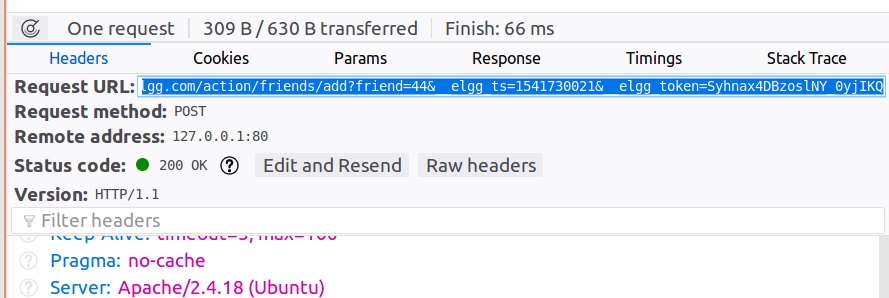 One request 309 B / 630 B transferred Finish: 66 ms
Headers Cookies Params Response Timings Stack Trace
Request URL: lgg.com/action/friends/add?friend=44&__elgg_ts=1541730021&__elgg_token=Syhnax4DBzoslNY_0yjIKQ
Request method: POST
Remote address: 127.0.0.1:80
Status code: 200 OK ? Edit and Resend Raw headers
Version: HTTP/1.1
Filter headers
? Keep-Alive: timeout=5, max=100
? Pragma: no-cache
? Server: Apache/2.4.18 (Ubuntu)